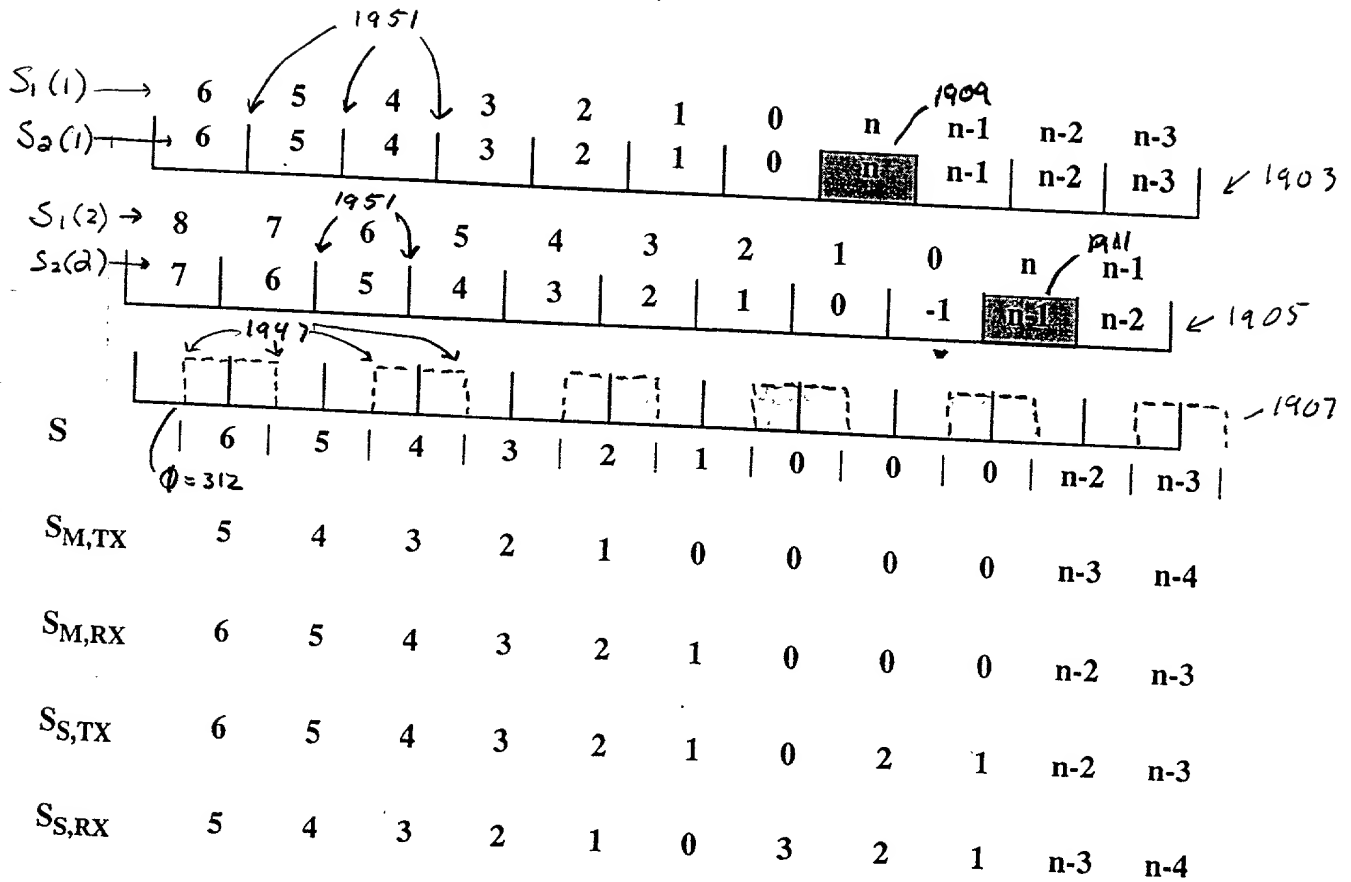 1951
S₁(1) → 6 5 4 3 2 1 0 n n-1 n-2 n-3
1909
S₂(1) → 6 5 4 3 2 1 0 n n-1 n-2 n-3
1903
1951
S₁(2) → 8 7 6 5 4 3 2 1 0 n n-1
1911
S₂(2) → 7 6 5 4 3 2 1 0 -1 n-1 n-2
1905
1947
1907
S | 6 | 5 | 4 | 3 | 2 | 1 | 0 | 0 | 0 | n-2 | n-3 |
Φ = 312
S_M,TX 5 4 3 2 1 0 0 0 0 n-3 n-4
S_M,RX 6 5 4 3 2 1 0 0 0 n-2 n-3
S_S,TX 6 5 4 3 2 1 0 2 1 n-2 n-3
S_S,RX 5 4 3 2 1 0 3 2 1 n-3 n-4